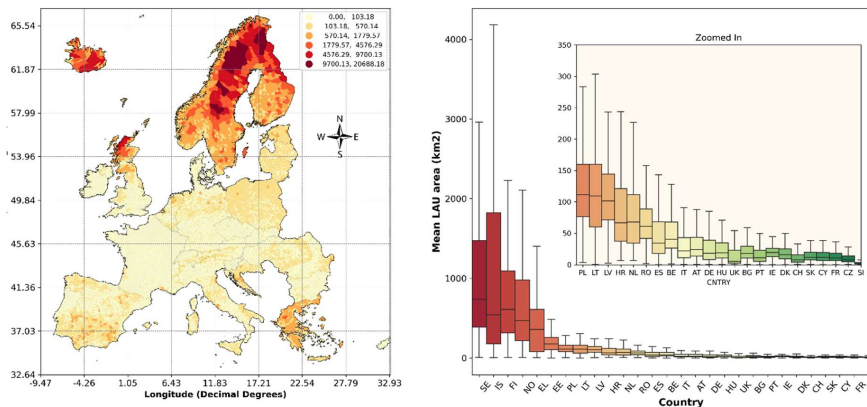 65.54
61.87
57.99
53.96
49.84
45.63
41.36
37.03
32.64
-9.47 -4.26 1.05 6.43 11.83 17.21 22.54 27.79 32.93
Longitude (Decimal Degrees)
0.00, 103.18
103.18, 570.14
570.14, 1779.57
1779.57, 4576.29
4576.29, 9700.13
9700.13, 20688.18
N
W E
S
Mean LAU area (km2)
4000
3000
2000
1000
0
SE IS FI NO EL EE PL LT LV HR NL RO ES BE IT AT DE HU UK BG PT IE DK CH SK CY FR
Country
Zoomed In
350
300
250
200
150
100
50
0
PL LT LV HR NL RO ES BE IT AT DE HU UK BG PT IE DK CH SK CY FR CZ SI
CNTRY